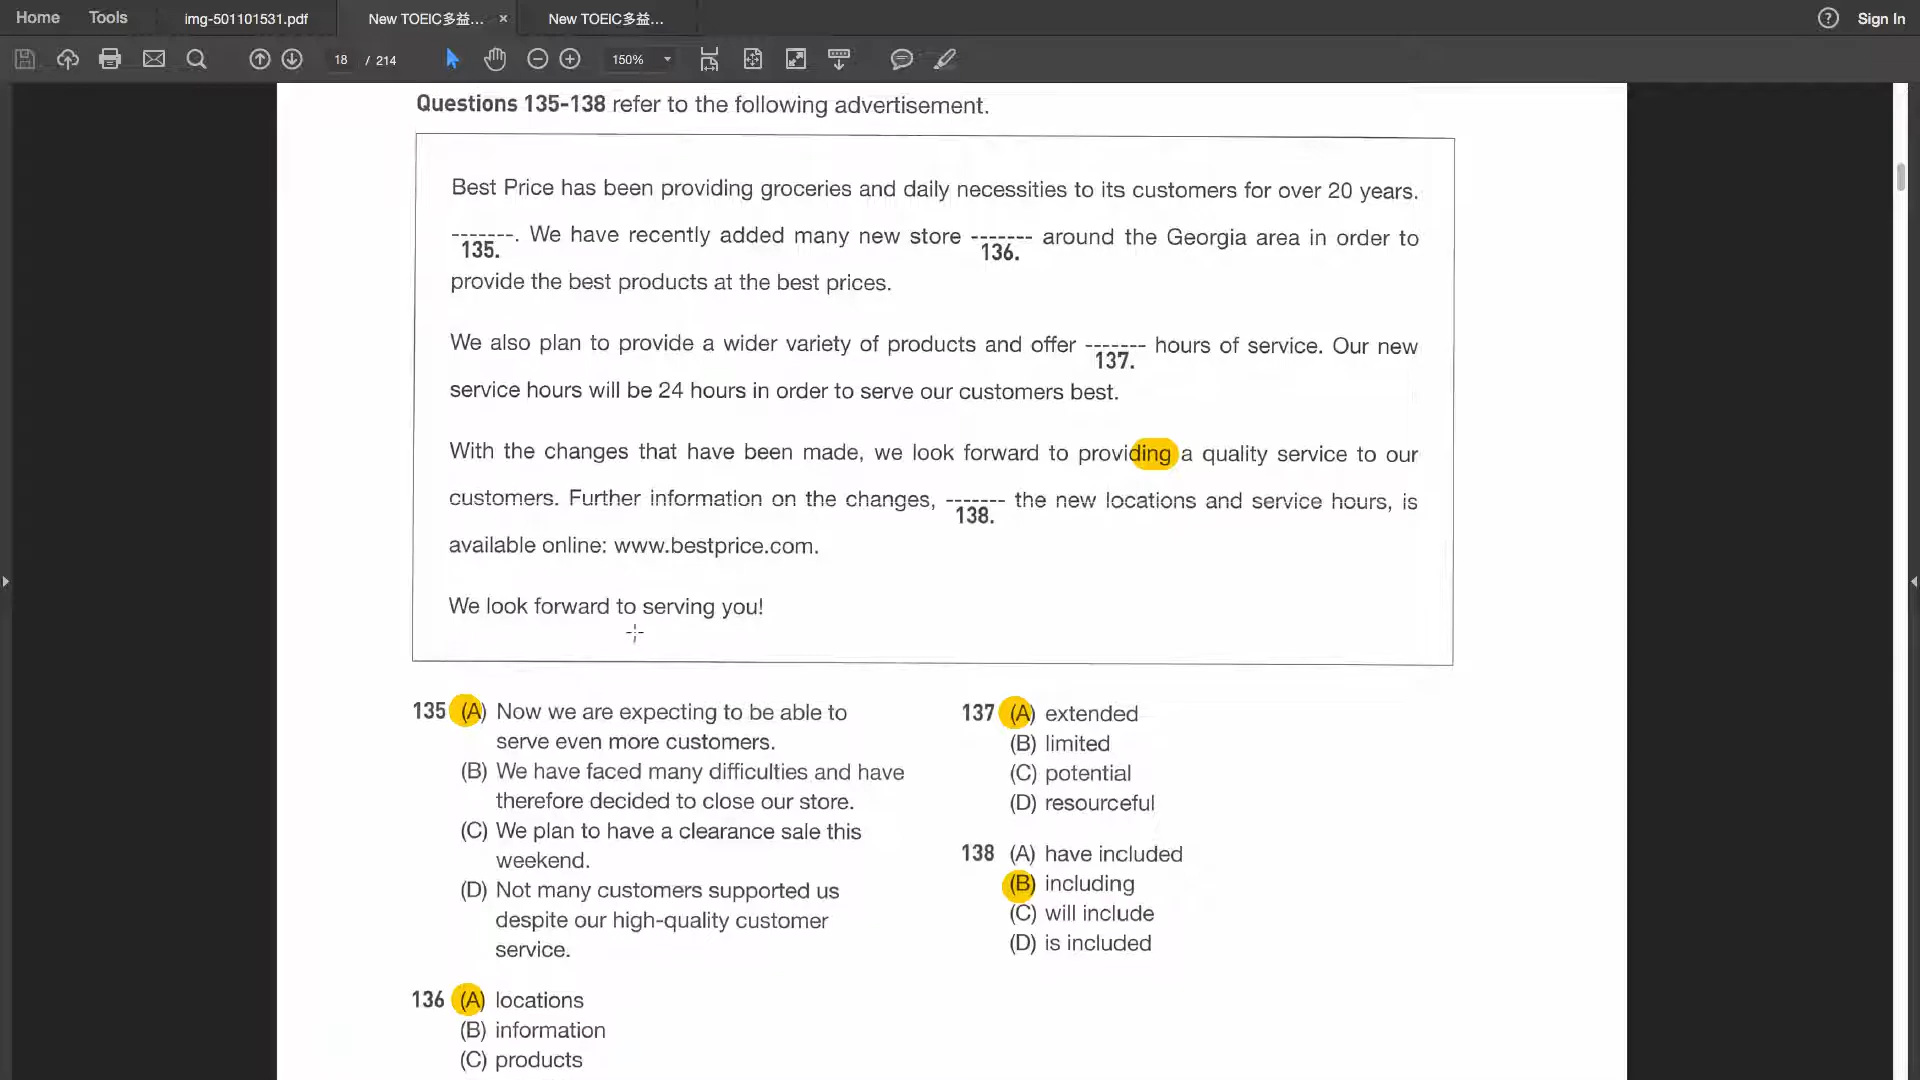 Home
Tools
img-501101531.pdf
New TOEIC多益... ×
New TOEIC多益...
? Sign In
18 / 214
150%
Questions 135-138 refer to the following advertisement.
Best Price has been providing groceries and daily necessities to its customers for over 20 years.
-------. We have recently added many new store ------- around the Georgia area in order to
135. 136.
provide the best products at the best prices.
We also plan to provide a wider variety of products and offer ------- hours of service. Our new
137.
service hours will be 24 hours in order to serve our customers best.
With the changes that have been made, we look forward to providing a quality service to our
customers. Further information on the changes, ------- the new locations and service hours, is
138.
available online: www.bestprice.com.
We look forward to serving you!
135 (A) Now we are expecting to be able to
serve even more customers.
(B) We have faced many difficulties and have
therefore decided to close our store.
(C) We plan to have a clearance sale this
weekend.
(D) Not many customers supported us
despite our high-quality customer
service.
136 (A) locations
(B) information
(C) products
137 (A) extended
(B) limited
(C) potential
(D) resourceful
138 (A) have included
(B) including
(C) will include
(D) is included